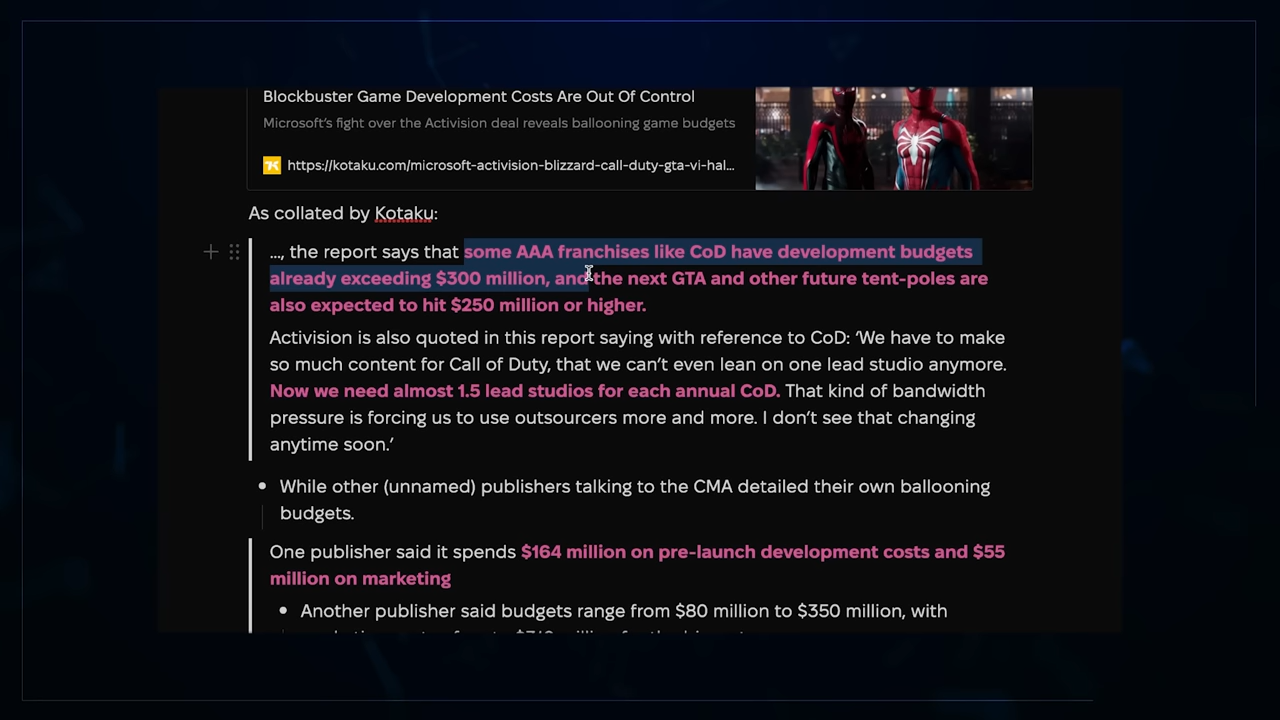 Blockbuster Game Development Costs Are Out Of Control
Microsoft's fight over the Activision deal reveals ballooning game budgets
https://kotaku.com/microsoft-activision-blizzard-call-duty-gta-vi-hal...
As collated by Kotaku:
..., the report says that some AAA franchises like CoD have development budgets
already exceeding $300 million, and the next GTA and other future tent-poles are
also expected to hit $250 million or higher.
Activision is also quoted in this report saying with reference to CoD: ‘We have to make
so much content for Call of Duty, that we can’t even lean on one lead studio anymore.
Now we need almost 1.5 lead studios for each annual CoD. That kind of bandwidth
pressure is forcing us to use outsourcers more and more. I don’t see that changing
anytime soon.’
While other (unnamed) publishers talking to the CMA detailed their own ballooning
budgets.
One publisher said it spends $164 million on pre-launch development costs and $55
million on marketing
Another publisher said budgets range from $80 million to $350 million, with